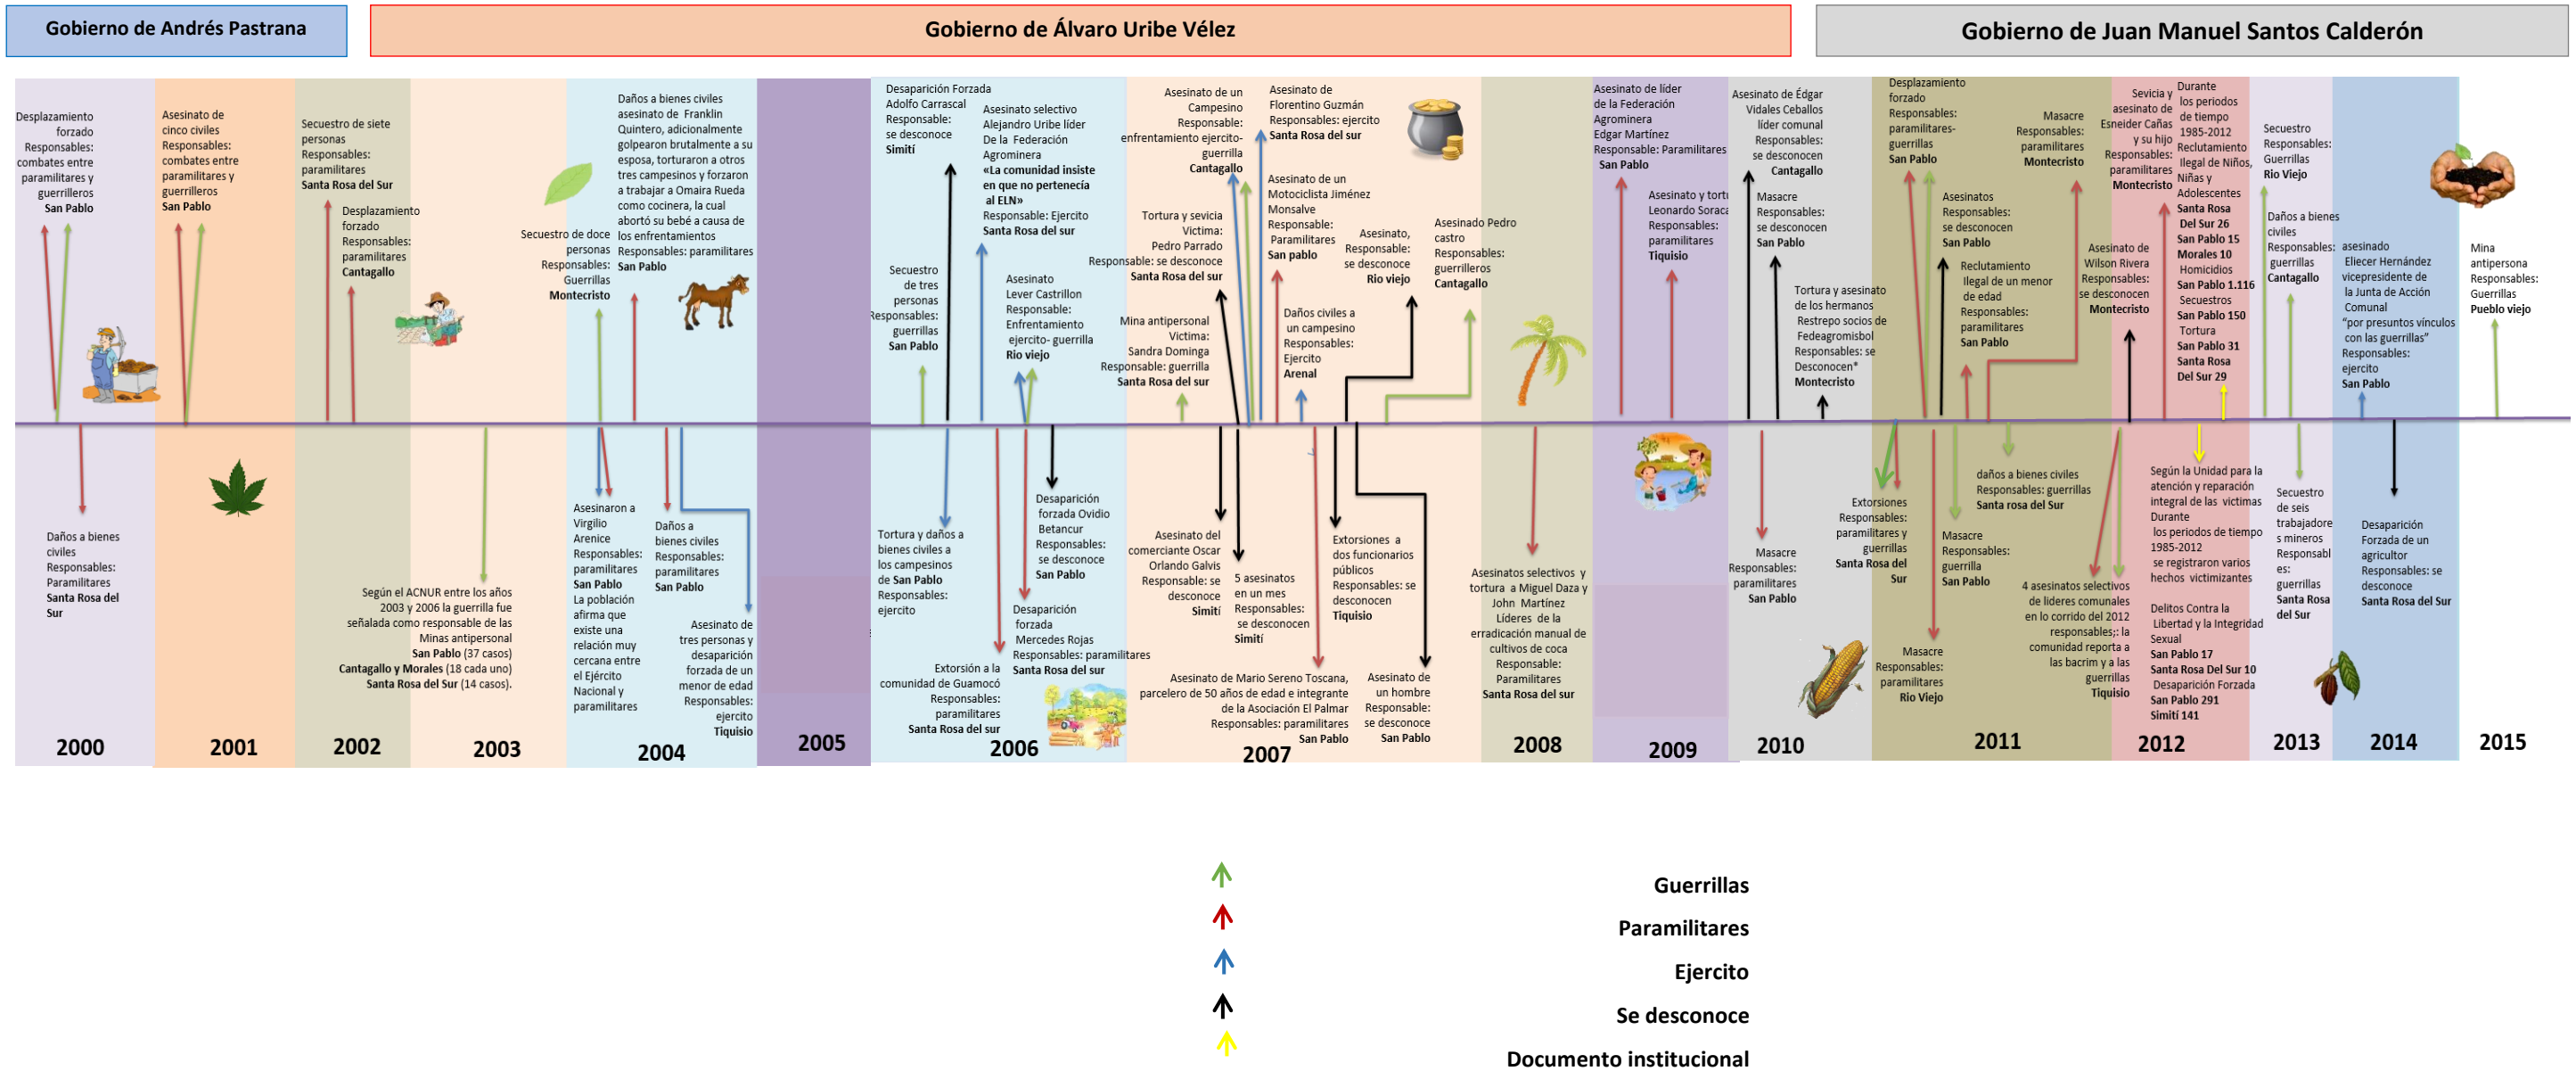 Gobierno de Andrés Pastrana
Gobierno de Álvaro Uribe Vélez
Gobierno de Juan Manuel Santos Calderón
Desplazamiento
forzado
Responsables:
combates entre
paramilitares y
guerrilleros
San Pablo
Daños a bienes
civiles
Responsables:
Paramilitares
Santa Rosa del
Sur
2000
Asesinato de
cinco civiles
Responsables:
combates entre
paramilitares y
guerrilleros
San Pablo
2001
Secuestro de siete
personas
Responsables:
paramilitares
Santa Rosa del Sur
Desplazamiento
forzado
Responsables:
paramilitares
Cantagallo
2002
Según el ACNUR entre los años
2003 y 2006 la guerrilla fue
señalada como responsable de las
Minas antipersonal
San Pablo (37 casos)
Cantagallo y Morales (18 cada uno)
Santa Rosa del Sur (14 casos).
2003
Secuestro de doce
personas
Responsables:
Guerrillas
Montecristo
Daños a bienes civiles
asesinato de Franklin
Quintero, adicionalmente
golpearon brutalmente a su
esposa, torturaron a otros
tres campesinos y forzaron
a trabajar a Omaira Rueda
como cocinera, la cual
abortó su bebé a causa de
los enfrentamientos
Responsables: paramilitares
San Pablo
Asesinaron a
Virgilio
Arenice
Responsables:
paramilitares
San Pablo
La población
afirma que
existe una
relación muy
cercana entre
el Ejército
Nacional y
paramilitares
Daños a
bienes civiles
Responsables:
paramilitares
San Pablo
Asesinato de
tres personas y
desaparición
forzada de un
menor de edad
Responsables:
ejercito
Tiquisio
2004
2005
Desaparición Forzada
Adolfo Carrascal
Responsable:
se desconoce
Simití
Asesinato selectivo
Alejandro Uribe líder
De la Federación
Agrominera
«La comunidad insiste
en que no pertenecía
al ELN»
Responsable: Ejercito
Santa Rosa del sur
Secuestro
de tres
personas
Responsables:
guerrillas
San Pablo
Asesinato
Lever Castrillon
Responsable:
Enfrentamiento
ejercito- guerrilla
Rio viejo
Tortura y daños a
bienes civiles a
los campesinos
de San Pablo
Responsables:
ejercito
Desaparición
forzada Ovidio
Betancur
Responsables:
se desconoce
San Pablo
Desaparición
forzada
Mercedes Rojas
Responsables: paramilitares
Santa Rosa del sur
Extorsión a la
comunidad de Guamocó
Responsables:
paramilitares
Santa Rosa del sur
2006
Asesinato de un
Campesino
Responsable:
enfrentamiento ejercito-
guerrilla
Cantagallo
Asesinato de
Florentino Guzmán
Responsables: ejercito
Santa Rosa del sur
Tortura y sevicia
Victima:
Pedro Parrado
Responsable: se desconoce
Santa Rosa del sur
Asesinato de un
Motociclista Jiménez
Monsalve
Responsable:
Paramilitares
San pablo
Mina antipersonal
Victima:
Sandra Dominga
Responsable: guerrilla
Santa Rosa del sur
Daños civiles a
un campesino
Responsables:
Ejercito
Arenal
Asesinato,
Responsable:
se desconoce
Rio viejo
Asesinado Pedro
castro
Responsables:
guerrilleros
Cantagallo
Asesinato del
comerciante Oscar
Orlando Galvis
Responsable: se
desconoce
Simití
5 asesinatos
en un mes
Responsables:
se desconocen
Simití
Extorsiones a
dos funcionarios
públicos
Responsables: se
desconocen
Tiquisio
Asesinato de Mario Sereno Toscana,
parcelero de 50 años de edad e integrante
de la Asociación El Palmar
Responsables: paramilitares
San Pablo
Asesinato de
un hombre
Responsable:
se desconoce
San Pablo
2007
Asesinatos selectivos y
tortura a Miguel Daza y
John Martínez
Líderes de la
erradicación manual de
cultivos de coca
Responsable:
Paramilitares
Santa Rosa del sur
2008
Asesinato de líder
de la Federación
Agrominera
Edgar Martínez
Responsable: Paramilitares
San Pablo
Asesinato y tortu
Leonardo Soraca
Responsables:
paramilitares
Tiquisio
2009
Asesinato de Édgar
Vidales Ceballos
líder comunal
Responsables:
se desconocen
Cantagallo
Masacre
Responsables:
se desconocen
San Pablo
Tortura y asesinato
de los hermanos
Restrepo socios de
Fedeagromisbol
Responsables: se
Desconocen*
Montecristo
Masacre
Responsables:
paramilitares
San Pablo
2010
Desplazamiento
forzado
Responsables:
paramilitares-
guerrillas
San Pablo
Asesinatos
Responsables:
se desconocen
San Pablo
Reclutamiento
Ilegal de un menor
de edad
Responsables:
paramilitares
San Pablo
Masacre
Responsables:
paramilitares
Montecristo
Extorsiones
Responsables:
paramilitares y
guerrillas
Santa Rosa del
Sur
daños a bienes civiles
Responsables: guerrillas
Santa rosa del Sur
Masacre
Responsables:
guerrilla
San Pablo
Masacre
Responsables:
paramilitares
Rio Viejo
2011
Sevicia y
asesinato de
Esneider Cañas
y su hijo
Responsables:
paramilitares
Montecristo
Asesinato de
Wilson Rivera
Responsables:
se desconocen
Montecristo
Durante
los periodos
de tiempo
1985-2012
Reclutamiento
Ilegal de Niños,
Niñas y
Adolescentes
Santa Rosa
Del Sur 26
San Pablo 15
Morales 10
Homicidios
San Pablo 1.116
Secuestros
San Pablo 150
Tortura
San Pablo 31
Santa Rosa
Del Sur 29
4 asesinatos selectivos
de lideres comunales
en lo corrido del 2012
responsables;: la
comunidad reporta a
las bacrim y a las
guerrillas
Tiquisio
Según la Unidad para la
atención y reparación
integral de las victimas
Durante
los periodos de tiempo
1985-2012
se registraron varios
hechos victimizantes
Delitos Contra la
Libertad y la Integridad
Sexual
San Pablo 17
Santa Rosa Del Sur 10
Desaparición Forzada
San Pablo 291
Simití 141
2012
Secuestro
Responsables:
Guerrillas
Rio Viejo
Daños a bienes
civiles
Responsables:
guerrillas
Cantagallo
Secuestro
de seis
trabajadore
s mineros
Responsabl
es:
guerrillas
Santa Rosa
del Sur
2013
asesinado
Eliecer Hernández
vicepresidente de
la Junta de Acción
Comunal
"por presuntos vínculos
con las guerrillas"
Responsables:
ejercito
San Pablo
Desaparición
Forzada de un
agricultor
Responsables: se
desconoce
Santa Rosa del Sur
2014
Mina
antipersona
Responsables:
Guerrillas
Pueblo viejo
2015
Guerrillas
Paramilitares
Ejercito
Se desconoce
Documento institucional